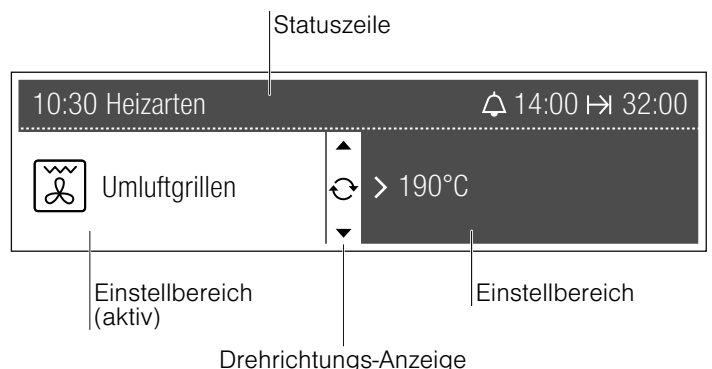 Statuszeile
10:30 Heizarten 14:00 32:00
Umluftgrillen > 190°C
Einstellbereich (aktiv)
Einstellbereich
Drehrichtungs-Anzeige